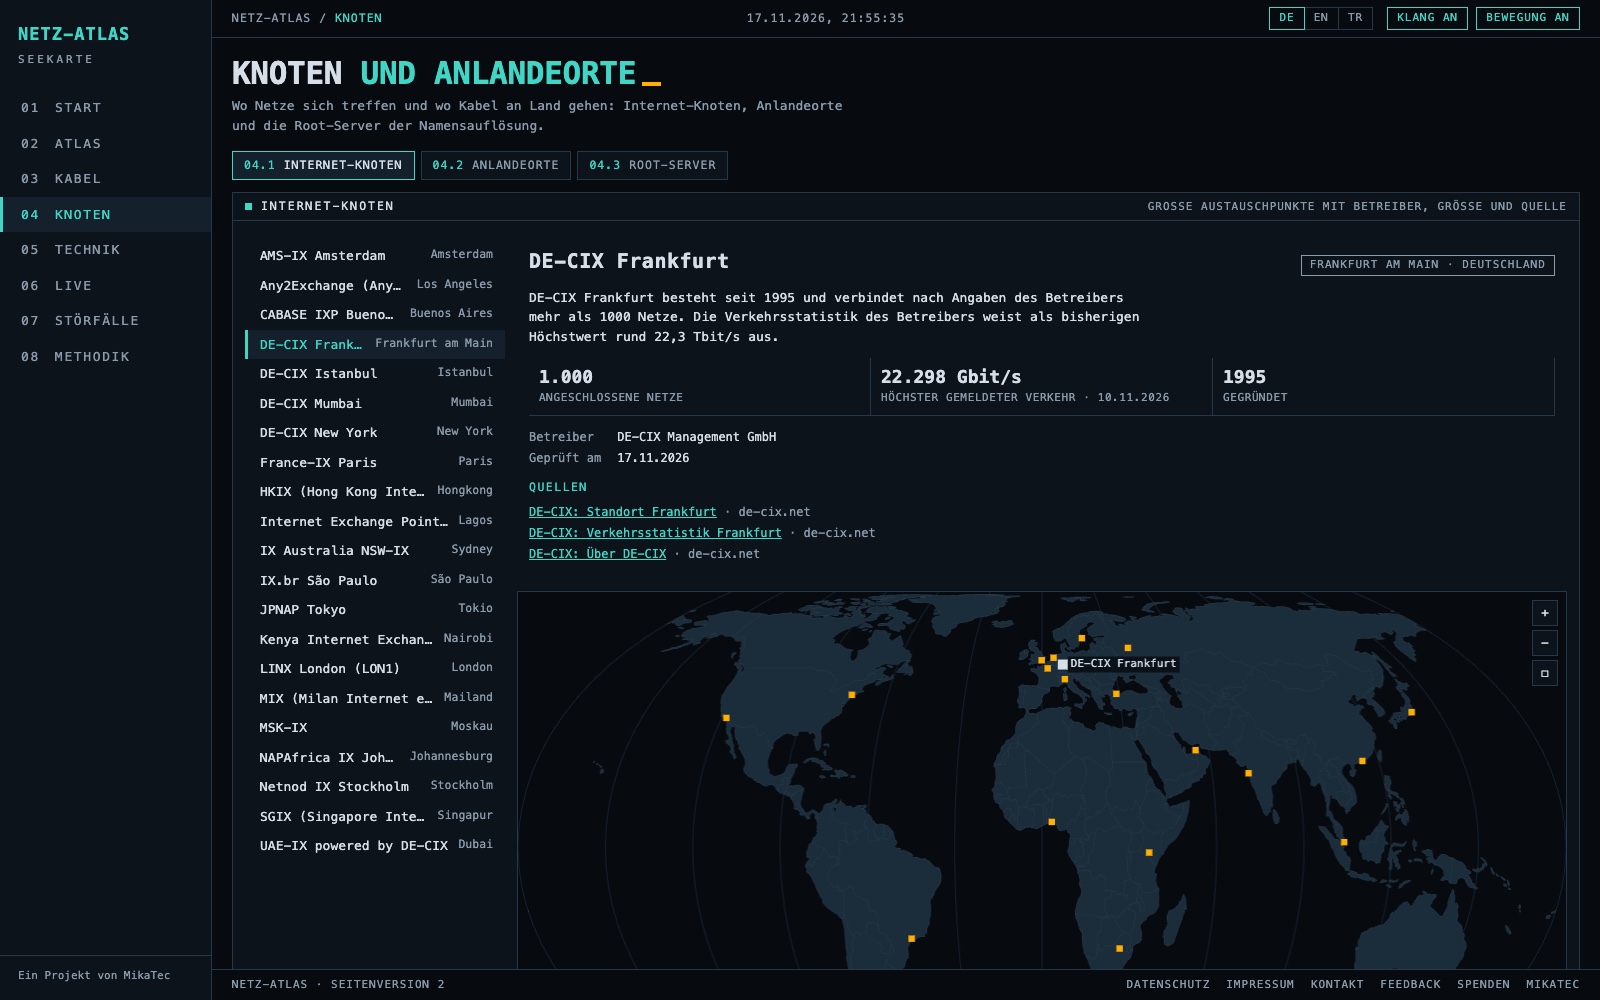 NETZ-ATLAS
SEEKARTE
01 START
02 ATLAS
03 KABEL
04 KNOTEN
05 TECHNIK
06 LIVE
07 STÖRFÄLLE
08 METHODIK
Ein Projekt von MikaTec
NETZ-ATLAS / KNOTEN
17.11.2026, 21:55:35
DE EN TR KLANG AN BEWEGUNG AN
KNOTEN UND ANLANDEORTE_
Wo Netze sich treffen und wo Kabel an Land gehen: Internet-Knoten, Anlandeorte
und die Root-Server der Namensauflösung.
04.1 INTERNET-KNOTEN 04.2 ANLANDEORTE 04.3 ROOT-SERVER
INTERNET-KNOTEN
GROSSE AUSTAUSCHPUNKTE MIT BETREIBER, GRÖSSE UND QUELLE
AMS-IX Amsterdam Amsterdam
Any2Exchange (Any… Los Angeles
CABASE IXP Bueno… Buenos Aires
DE-CIX Frank… Frankfurt am Main
DE-CIX Istanbul Istanbul
DE-CIX Mumbai Mumbai
DE-CIX New York New York
France-IX Paris Paris
HKIX (Hong Kong Inte… Hongkong
Internet Exchange Point… Lagos
IX Australia NSW-IX Sydney
IX.br São Paulo São Paulo
JPNAP Tokyo Tokio
Kenya Internet Exchan… Nairobi
LINX London (LON1) London
MIX (Milan Internet e… Mailand
MSK-IX Moskau
NAPAfrica IX Joh… Johannesburg
Netnod IX Stockholm Stockholm
SGIX (Singapore Inte… Singapur
UAE-IX powered by DE-CIX Dubai
DE-CIX Frankfurt
FRANKFURT AM MAIN · DEUTSCHLAND
DE-CIX Frankfurt besteht seit 1995 und verbindet nach Angaben des Betreibers
mehr als 1000 Netze. Die Verkehrsstatistik des Betreibers weist als bisherigen
Höchstwert rund 22,3 Tbit/s aus.
1.000
ANGESCHLOSSENE NETZE
22.298 Gbit/s
HÖCHSTER GEMELDETER VERKEHR · 10.11.2026
1995
GEGRÜNDET
Betreiber DE-CIX Management GmbH
Geprüft am 17.11.2026
QUELLEN
DE-CIX: Standort Frankfurt · de-cix.net
DE-CIX: Verkehrsstatistik Frankfurt · de-cix.net
DE-CIX: Über DE-CIX · de-cix.net
+
−
DE-CIX Frankfurt
NETZ-ATLAS · SEITENVERSION 2
DATENSCHUTZ IMPRESSUM KONTAKT FEEDBACK SPENDEN MIKATEC